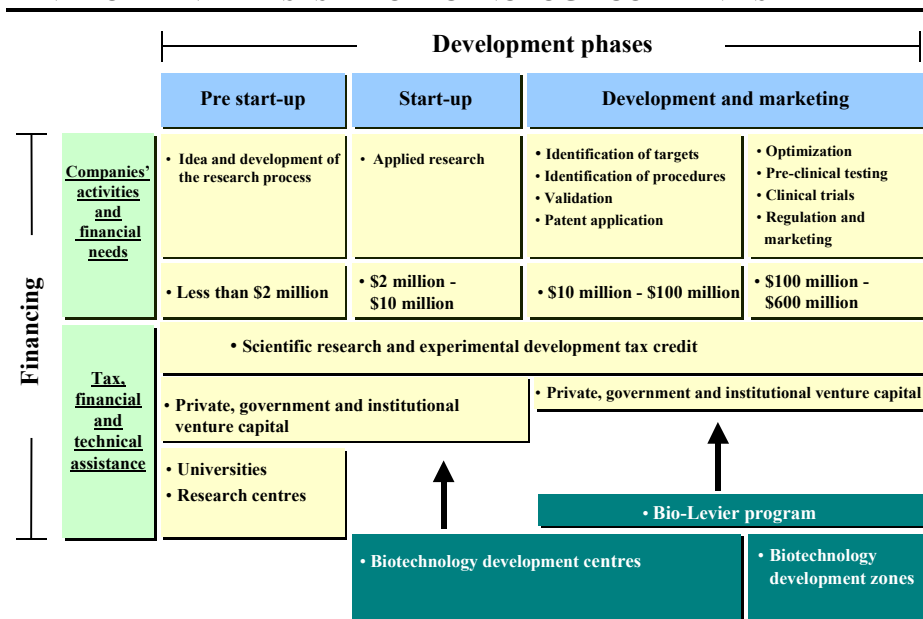 Development phases
Pre start-up
Start-up
Development and marketing
Financing
Companies’
activities
and
financial
needs
• Idea and development of
the research process
• Applied research
• Identification of targets
• Identification of procedures
• Validation
• Patent application
• Optimization
• Pre-clinical testing
• Clinical trials
• Regulation and
marketing
• Less than $2 million
• $2 million -
$10 million
• $10 million - $100 million
• $100 million -
$600 million
Tax,
financial
and
technical
assistance
• Scientific research and experimental development tax credit
• Private, government and institutional
venture capital
• Private, government and institutional venture capital
• Universities
• Research centres
• Bio-Levier program
• Biotechnology development centres
• Biotechnology
development zones